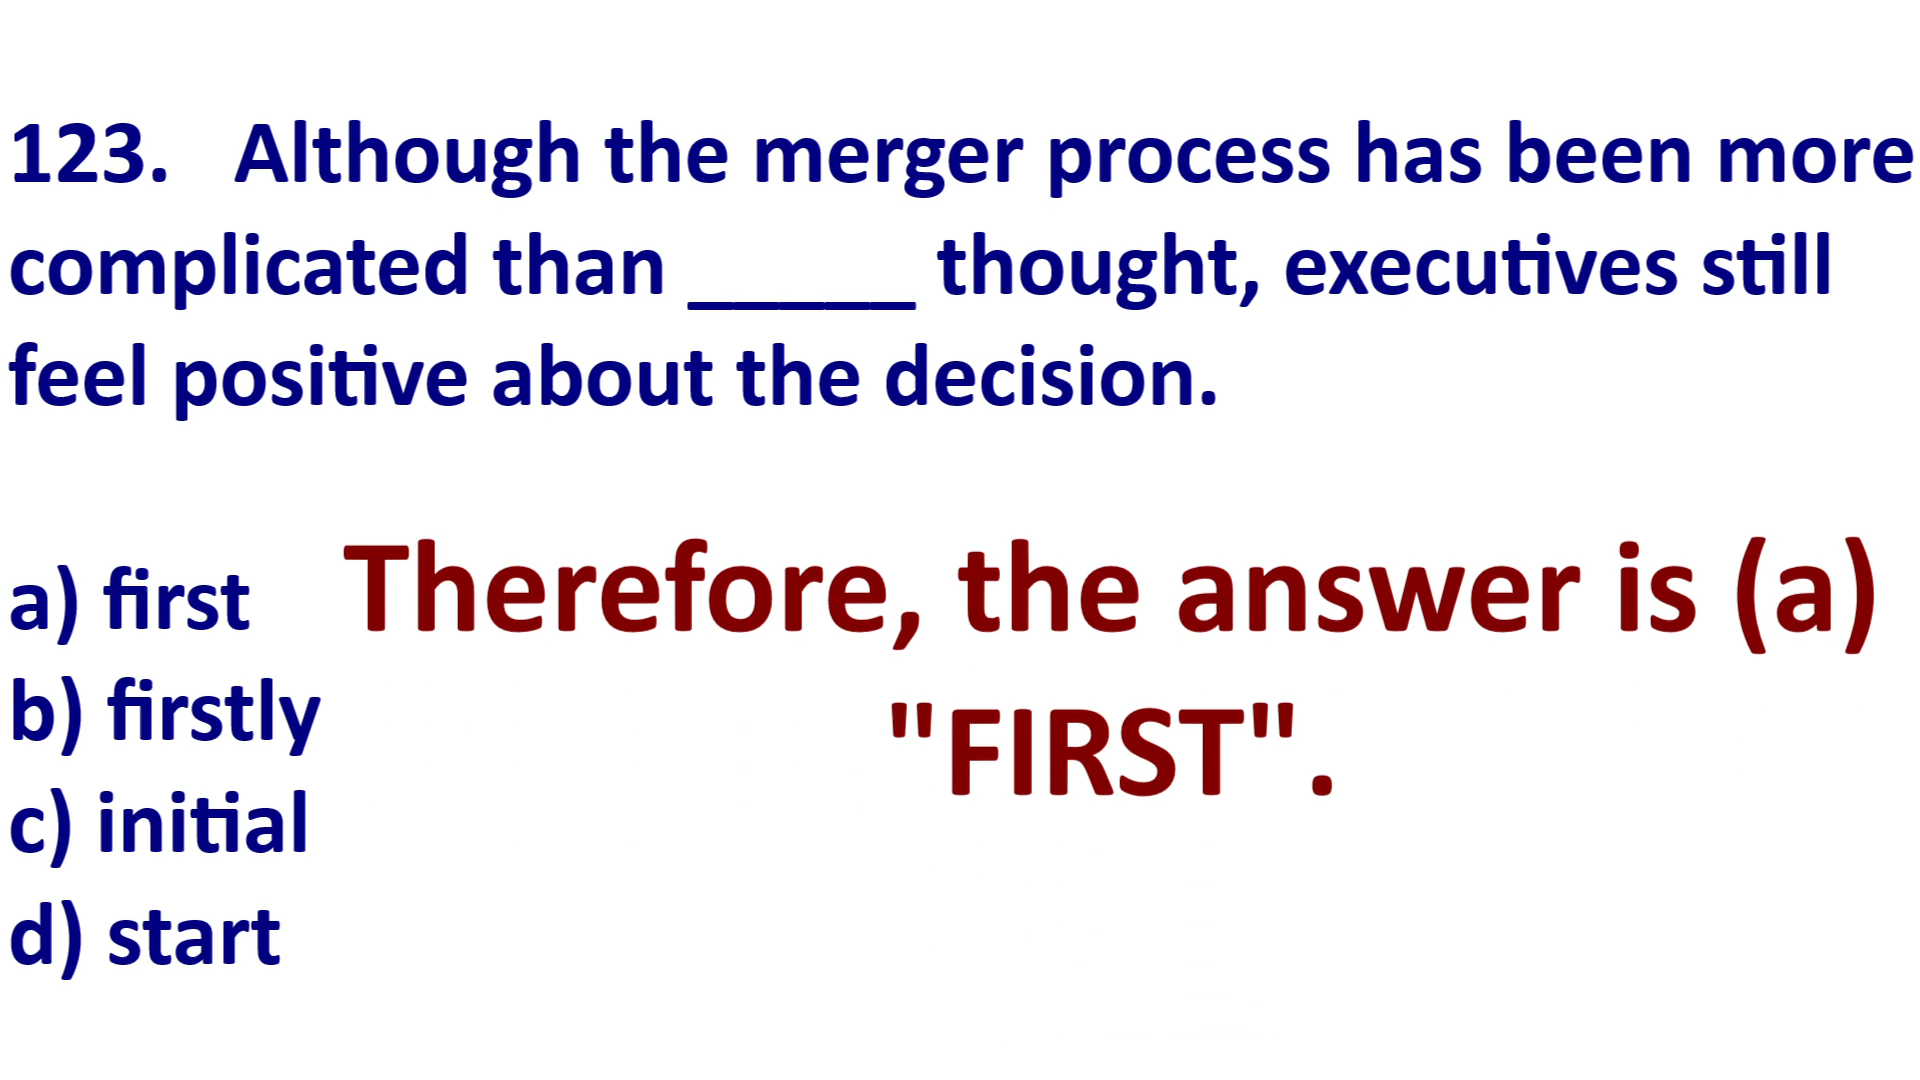 123. Although the merger process has been more
complicated than _____ thought, executives still
feel positive about the decision.
a) first
Therefore, the answer is (a)
"FIRST".
b) firstly
c) initial
d) start